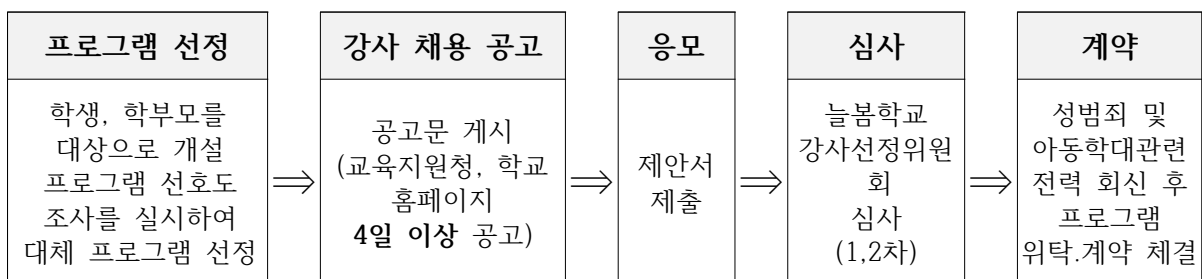 프로그램 선정
학생, 학부모를
대상으로 개설
프로그램 선호도
조사를 실시하여
대체 프로그램 선정
⇒
강사 채용 공고
공고문 게시
(교육지원청, 학교
홈페이지
4일 이상 공고)
⇒
응모
제안서
제출
⇒
심사
늘봄학교
강사선정위원
회
심사
(1,2차)
⇒
계약
성범죄 및
아동학대관련
전력 회신 후
프로그램
위탁.계약 체결